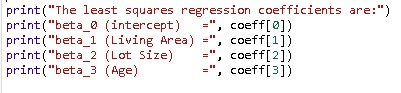 print("The least squares regression coefficients are:")
print("beta_0 (intercept)   =", coeff[0])
print("beta_1 (Living Area) =", coeff[1])
print("beta_2 (Lot Size)    =", coeff[2])
print("beta_3 (Age)         =", coeff[3])